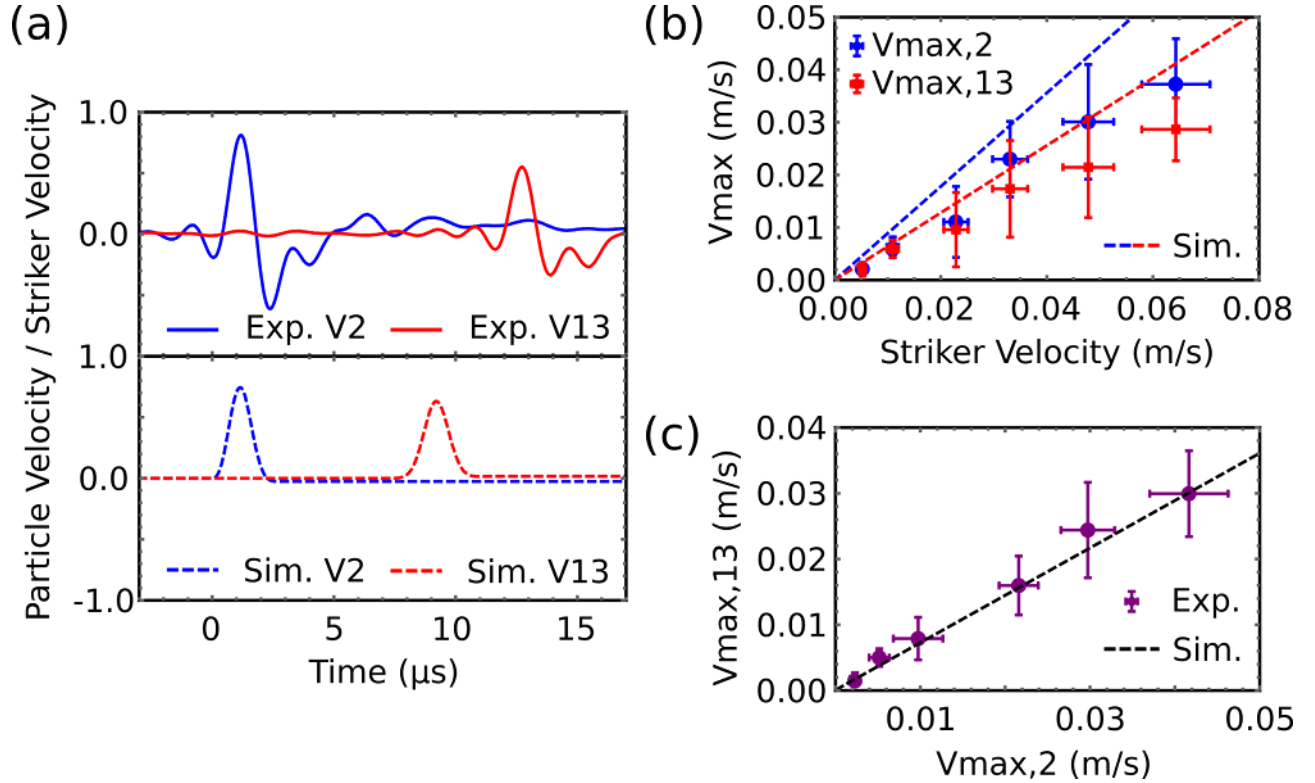 (a)
Particle Velocity / Striker Velocity
1.0
0.0
Exp. V2
Exp. V13
1.0
0.0
Sim. V2
Sim. V13
-1.0
0
5
10
15
Time (μs)
(b)
Vmax (m/s)
0.05
0.04
0.03
0.02
0.01
0.00
Vmax,2
Vmax,13
Sim.
0.00
0.02
0.04
0.06
0.08
Striker Velocity (m/s)
(c)
Vmax,13 (m/s)
0.04
0.03
0.02
0.01
0.00
Exp.
Sim.
0.01
0.03
0.05
Vmax,2 (m/s)